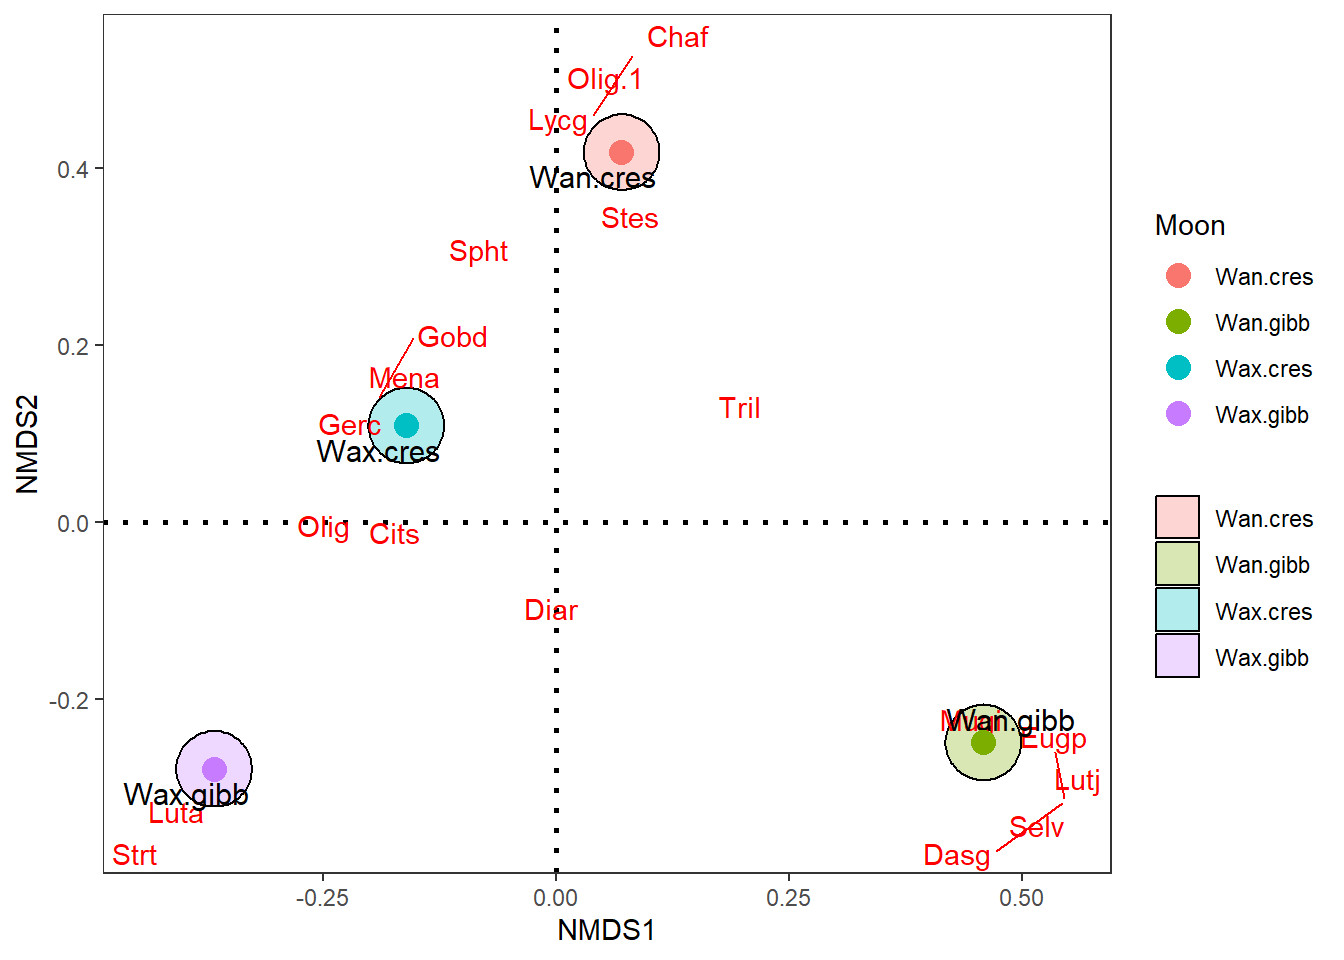 Chaf
Olig.1
Lycg
0.4
Wan.cres
Stes
Spht
Moon
Wan.cres
Wan.gibb
Wax.cres
Wax.gibb
0.2
Gobd
Mena
Tril
Gerc
Wax.cres
NMDS2
0.0
Olig
Cits
Wan.cres
Wan.gibb
Wax.cres
Wax.gibb
Diar
-0.2
Wan.gibb
Eugp
Lutj
Wax.gibb
Luta
Selv
Strt
Dasg
-0.25
0.00
0.25
0.50
NMDS1